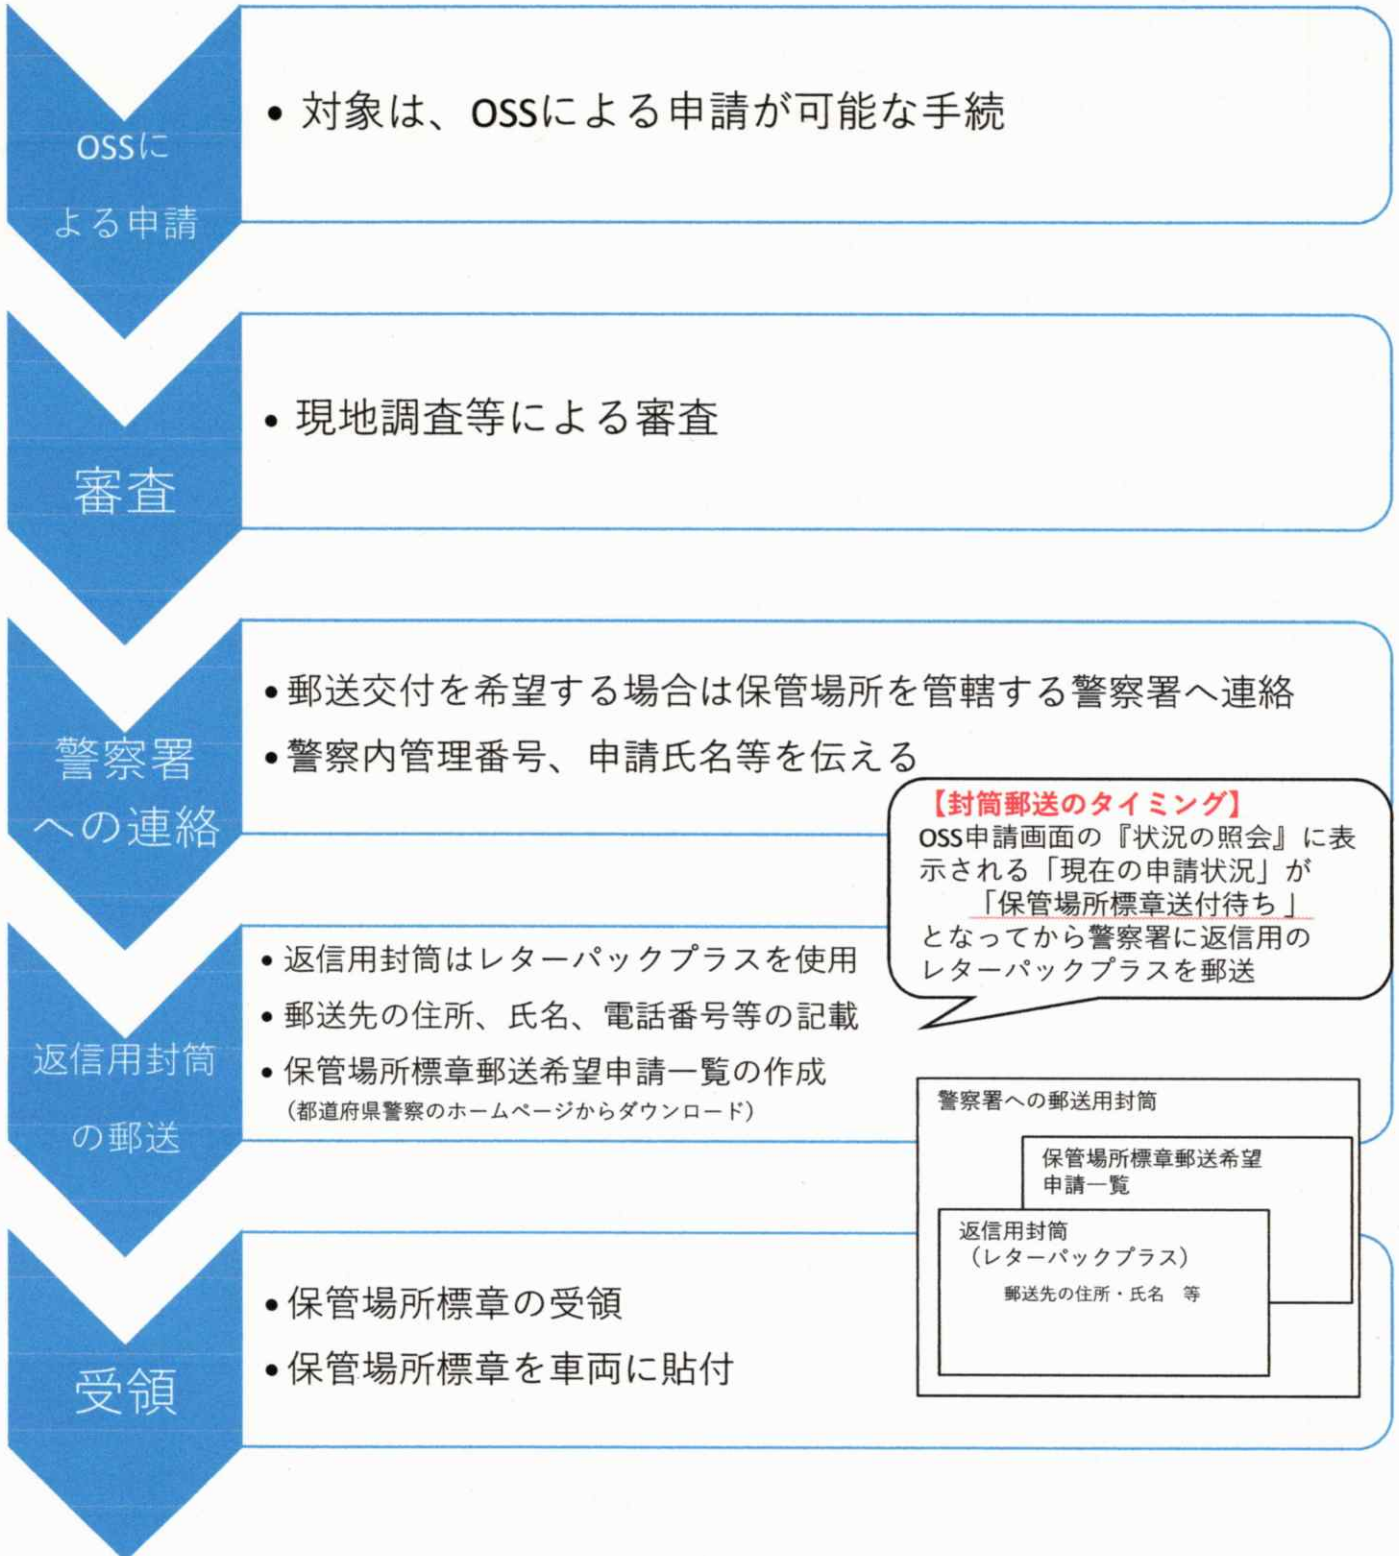 OSSに
よる申請
• 対象は、OSSによる申請が可能な手続
審査
• 現地調査等による審査
警察署
への連絡
• 郵送交付を希望する場合は保管場所を管轄する警察署へ連絡
• 警察内管理番号、申請氏名等を伝える
【封筒郵送のタイミング】
OSS申請画面の『状況の照会』に表
示される「現在の申請状況」が
「保管場所標章送付待ち」
となってから警察署に返信用の
レターパックプラスを郵送
返信用封筒
の郵送
• 返信用封筒はレターパックプラスを使用
• 郵送先の住所、氏名、電話番号等の記載
• 保管場所標章郵送希望申請一覧の作成
（都道府県警察のホームページからダウンロード）
警察署への郵送用封筒
保管場所標章郵送希望
申請一覧
返信用封筒
（レターパックプラス）
郵送先の住所・氏名　等
受領
• 保管場所標章の受領
• 保管場所標章を車両に貼付